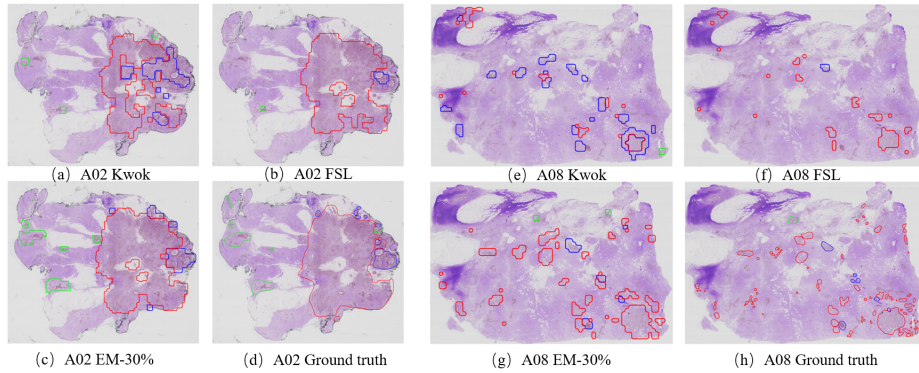 (a) A02 Kwok
(b) A02 FSL
(e) A08 Kwok
(f) A08 FSL
(c) A02 EM-30%
(d) A02 Ground truth
(g) A08 EM-30%
(h) A08 Ground truth